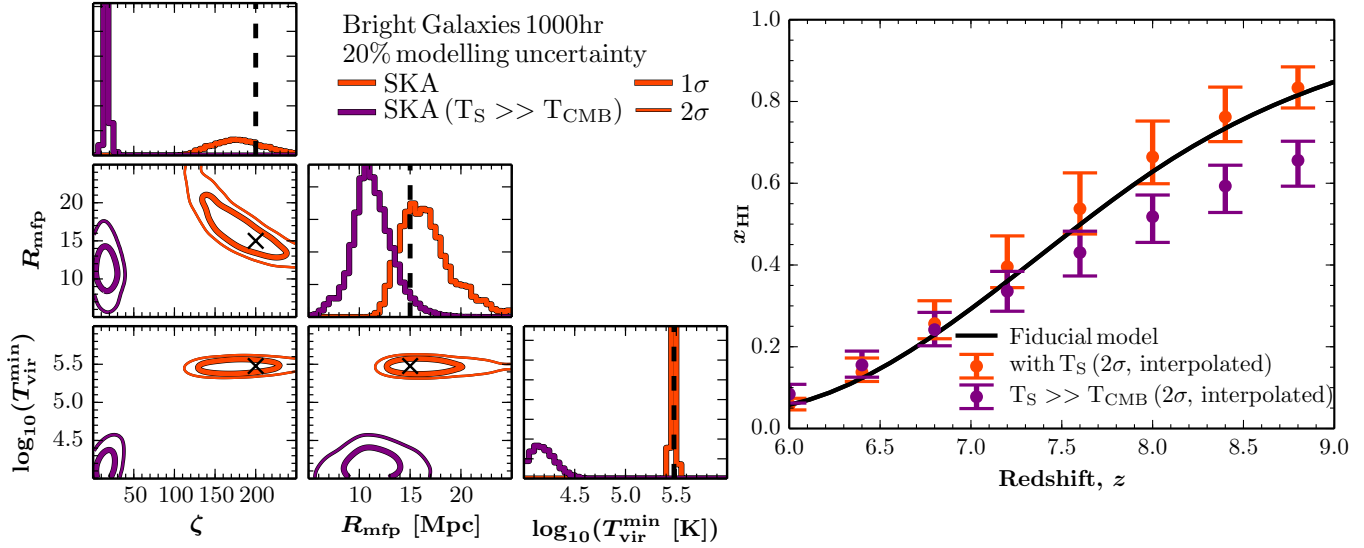 Bright Galaxies 1000hr
20% modelling uncertainty
SKA
1σ
SKA (T_S >> T_CMB)
2σ
R_mfp
20
15
10
log_10(T_vir^min)
5.5
5.0
4.5
50 100 150 200
ζ
10 15 20
R_mfp [Mpc]
4.5 5.0 5.5
log_10(T_vir^min [K])
x_HI
1.0
0.8
0.6
0.4
0.2
0.0
Fiducial model
with T_S (2σ, interpolated)
T_S >> T_CMB (2σ, interpolated)
6.0 6.5 7.0 7.5 8.0 8.5 9.0
Redshift, z